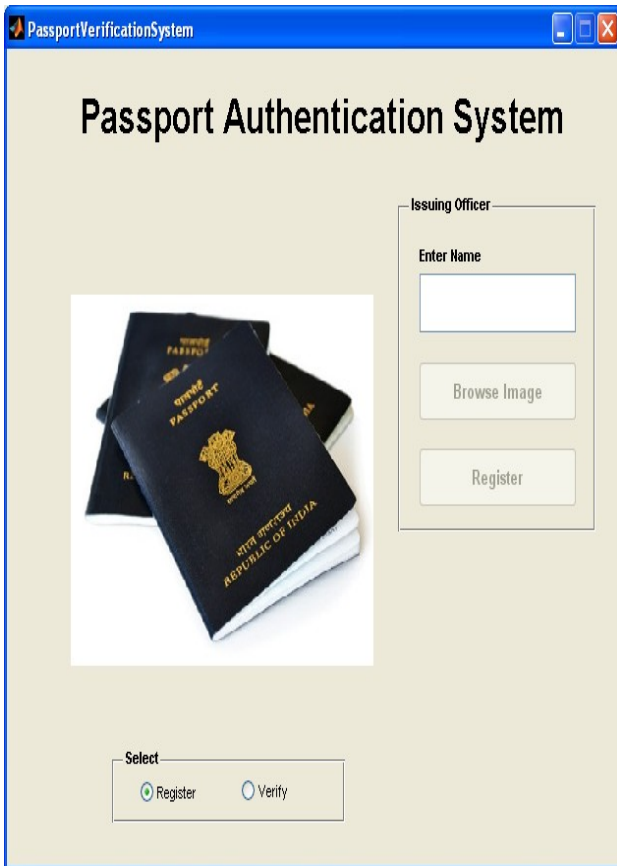 PassportVerificationSystem
Passport Authentication System
Issuing Officer
Enter Name
Browse Image
Register
पासपोर्ट
PASSPORT
भारत गणराज्य
REPUBLIC OF INDIA
Select
Register
Verify